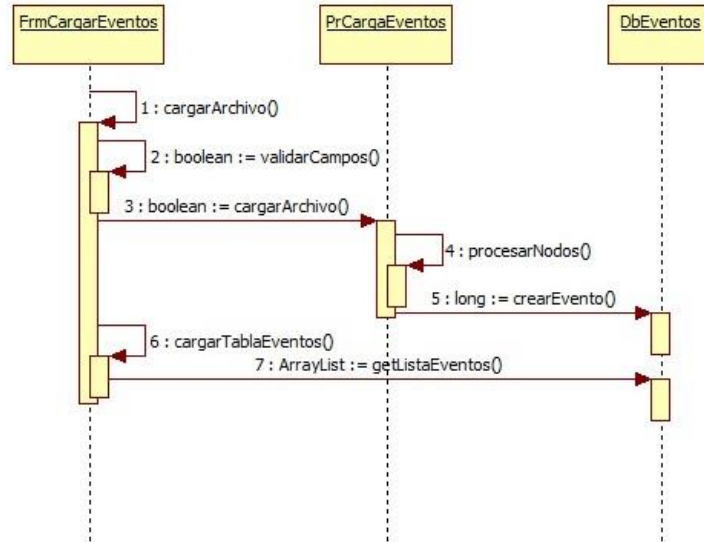 FrmCargarEventos
PrCargaEventos
DbEventos
1 : cargarArchivo()
2 : boolean := validarCampos()
3 : boolean := cargarArchivo()
4 : procesarNodos()
5 : long := crearEvento()
6 : cargarTablaEventos()
7 : ArrayList := getListaEventos()